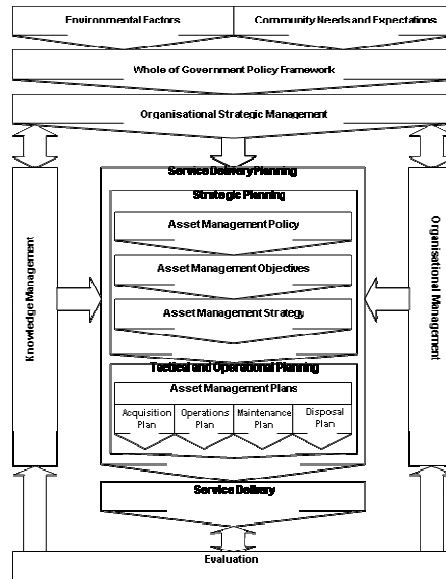 Environmental Factors
Community Needs and Expectations
Whole of Government Policy Framework
Organisational Strategic Management
Service Delivery Planning
Strategic Planning
Asset Management Policy
Asset Management Objectives
Asset Management Strategy
Knowledge Management
Organisational Management
Tactical and Operational Planning
Asset Management Plans
Acquisition
Plan
Operations
Plan
Maintenance
Plan
Disposal
Plan
Service Delivery
Evaluation